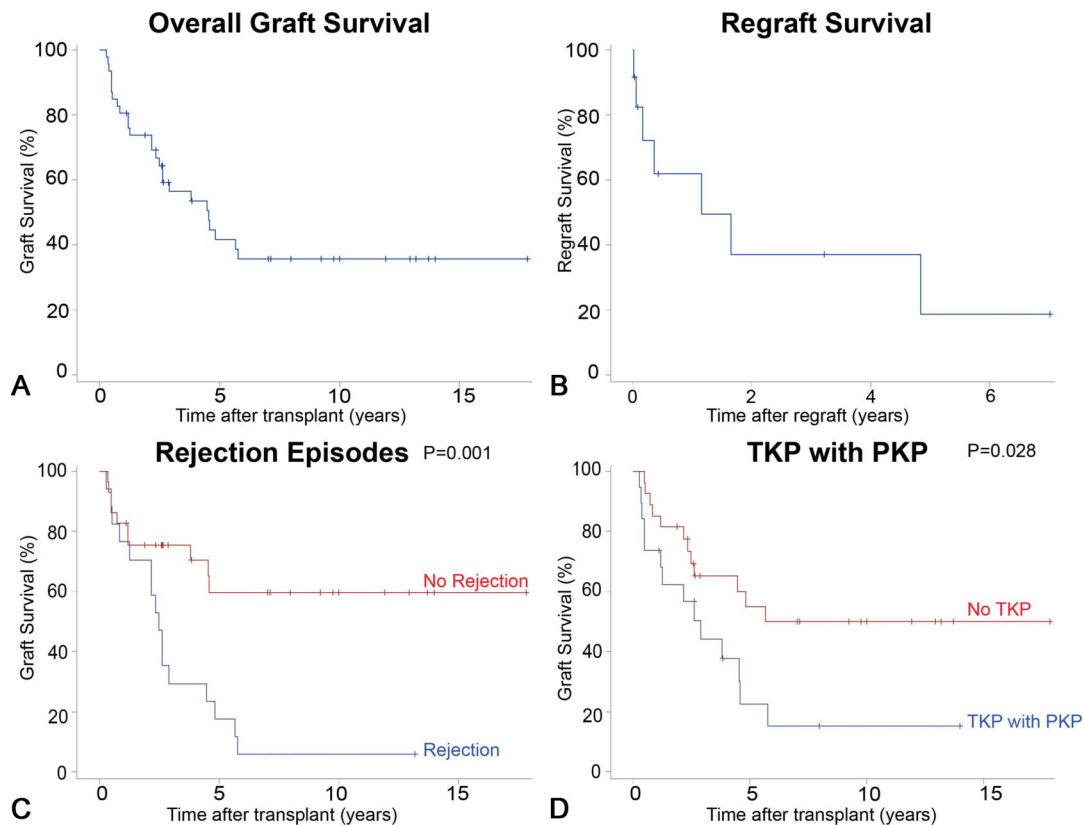 Overall Graft Survival
Graft Survival (%)
100
80
60
40
20
0
0 5 10 15
Time after transplant (years)
A
Regraft Survival
Regraft Survival (%)
100
80
60
40
20
0
0 2 4 6
Time after regraft (years)
B
Rejection Episodes P=0.001
Graft Survival (%)
100
80
60
40
20
0
No Rejection
Rejection
0 5 10 15
Time after transplant (years)
C
TKP with PKP P=0.028
Graft Survival (%)
100
80
60
40
20
0
No TKP
TKP with PKP
0 5 10 15
Time after transplant (years)
D